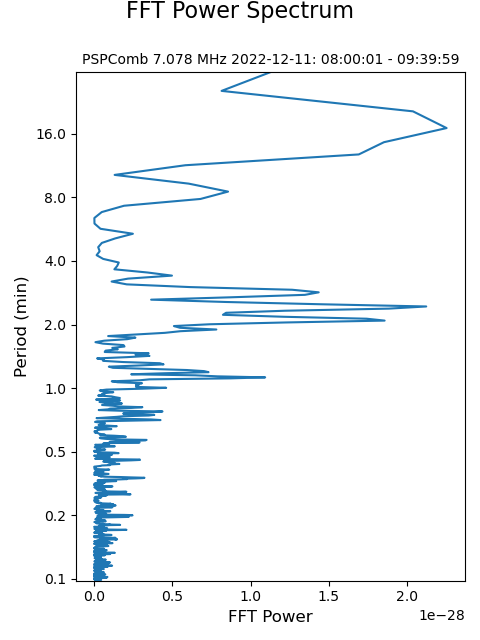 FFT Power Spectrum
PSPComb 7.078 MHz 2022-12-11: 08:00:01 - 09:39:59
16.0
8.0
4.0
2.0
1.0
0.5
0.2
0.1
Period (min)
0.0 0.5 1.0 1.5 2.0
1e−28
FFT Power